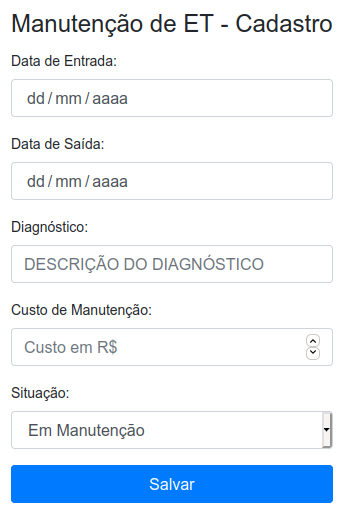 Manutenção de ET - Cadastro
Data de Entrada:
dd/mm/aaaa
Data de Saída:
dd/mm/aaaa
Diagnóstico:
DESCRIÇÃO DO DIAGNÓSTICO
Custo de Manutenção:
Custo em R$
Situação:
Em Manutenção
Salvar